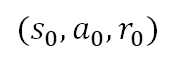 (s₀, a₀, r₀)